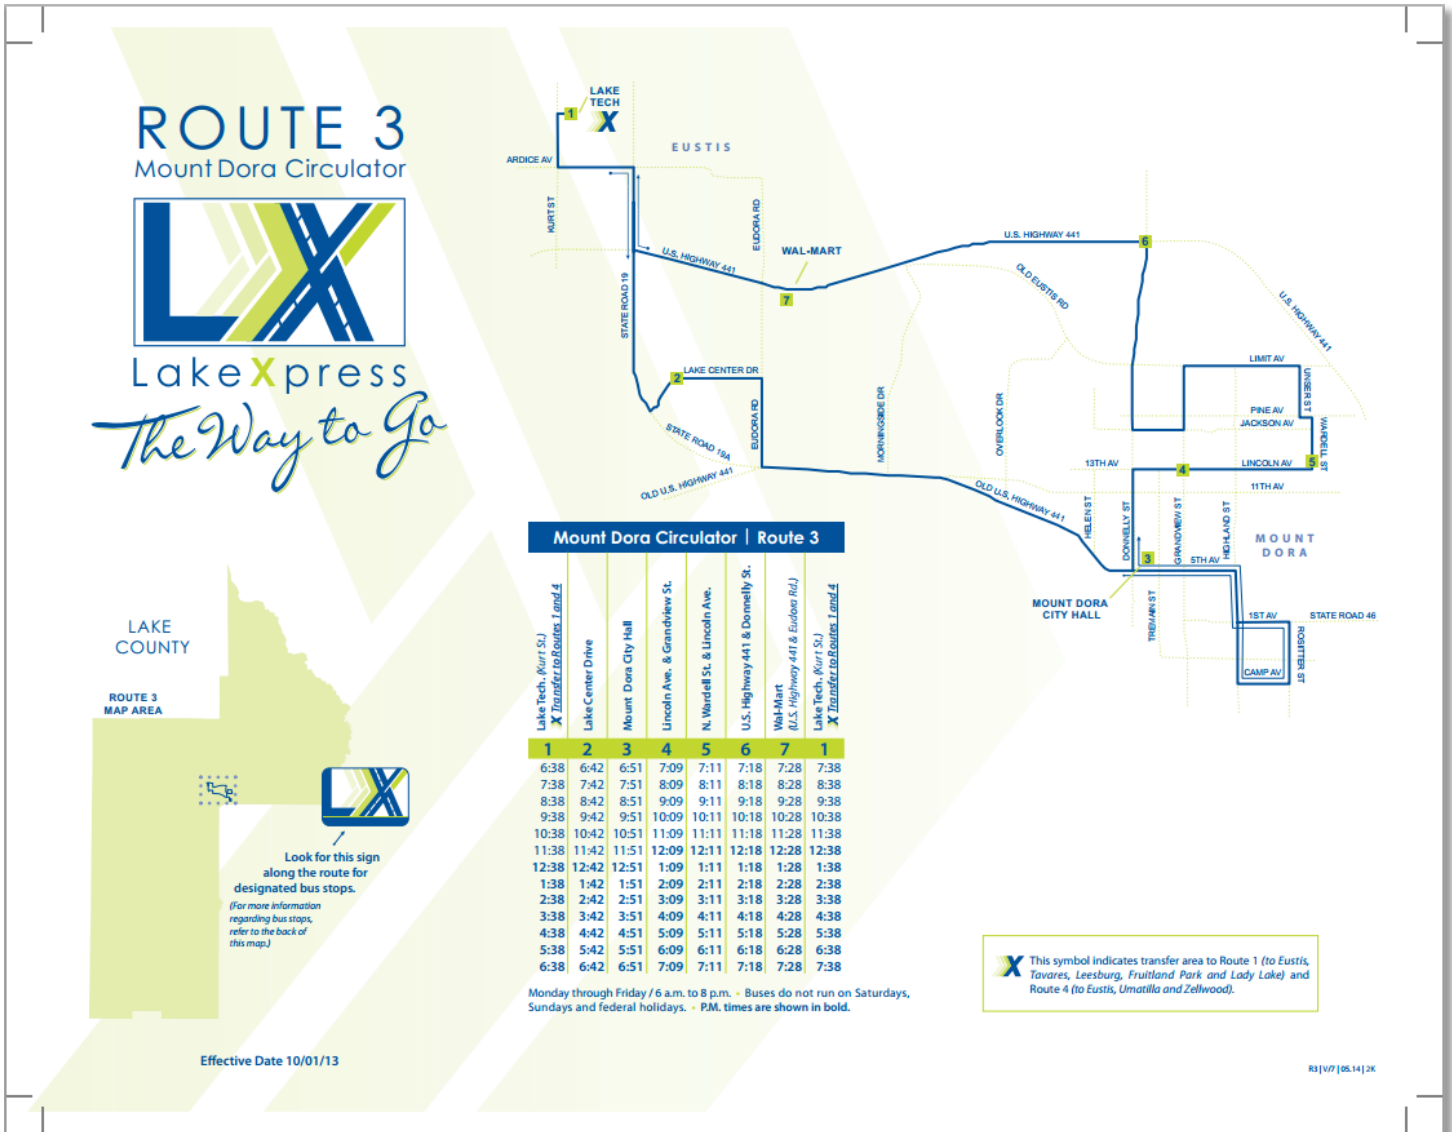 ROUTE 3
Mount Dora Circulator
LX
LakeXpress
The Way to Go
LAKE
COUNTY
ROUTE 3
MAP AREA
LX
Look for this sign
along the route for
designated bus stops.
(For more information
regarding bus stops,
refer to the back of
this map.)
Effective Date 10/01/13
LAKE
TECH
1
X
EUSTIS
ARDICE AV
KURT ST
EUDORA RD
U.S. HIGHWAY 441
WAL-MART
7
U.S. HIGHWAY 441
6
OLD EUSTIS RD
U.S. HIGHWAY 441
STATE ROAD 19
2
LAKE CENTER DR
EUDORA RD
STATE ROAD 19A
OLD U.S. HIGHWAY 441
MORNINGSIDE DR
OVERLOOK DR
OLD U.S. HIGHWAY 441
LIMIT AV
UNSER ST
PINE AV
JACKSON AV
WARDELL ST
13TH AV
4
LINCOLN AV
5
11TH AV
HELEN ST
DONNELLY ST
GRANDVIEW ST
HIGHLAND ST
MOUNT
DORA
3
5TH AV
MOUNT DORA
CITY HALL
TREMAIN ST
1ST AV
STATE ROAD 46
ROSSITER ST
CAMP AV
Mount Dora Circulator | Route 3
Lake Tech. (Kurt St.)
X Transfer to Routes 1 and 4
Lake Center Drive
Mount Dora City Hall
Lincoln Ave. & Grandview St.
N. Wardell St. & Lincoln Ave.
U.S. Highway 441 & Donnelly St.
Wal-Mart
(U.S. Highway 441 & Eudora Rd.)
Lake Tech. (Kurt St.)
X Transfer to Routes 1 and 4
1 2 3 4 5 6 7 1
6:38 6:42 6:51 7:09 7:11 7:18 7:28 7:38
7:38 7:42 7:51 8:09 8:11 8:18 8:28 8:38
8:38 8:42 8:51 9:09 9:11 9:18 9:28 9:38
9:38 9:42 9:51 10:09 10:11 10:18 10:28 10:38
10:38 10:42 10:51 11:09 11:11 11:18 11:28 11:38
11:38 11:42 11:51 12:09 12:11 12:18 12:28 12:38
12:38 12:42 12:51 1:09 1:11 1:18 1:28 1:38
1:38 1:42 1:51 2:09 2:11 2:18 2:28 2:38
2:38 2:42 2:51 3:09 3:11 3:18 3:28 3:38
3:38 3:42 3:51 4:09 4:11 4:18 4:28 4:38
4:38 4:42 4:51 5:09 5:11 5:18 5:28 5:38
5:38 5:42 5:51 6:09 6:11 6:18 6:28 6:38
6:38 6:42 6:51 7:09 7:11 7:18 7:28 7:38
Monday through Friday / 6 a.m. to 8 p.m. • Buses do not run on Saturdays,
Sundays and federal holidays. • P.M. times are shown in bold.
X This symbol indicates transfer area to Route 1 (to Eustis,
Tavares, Leesburg, Fruitland Park and Lady Lake) and
Route 4 (to Eustis, Umatilla and Zellwood).
R3 | V/7 | 05.14 | 2K